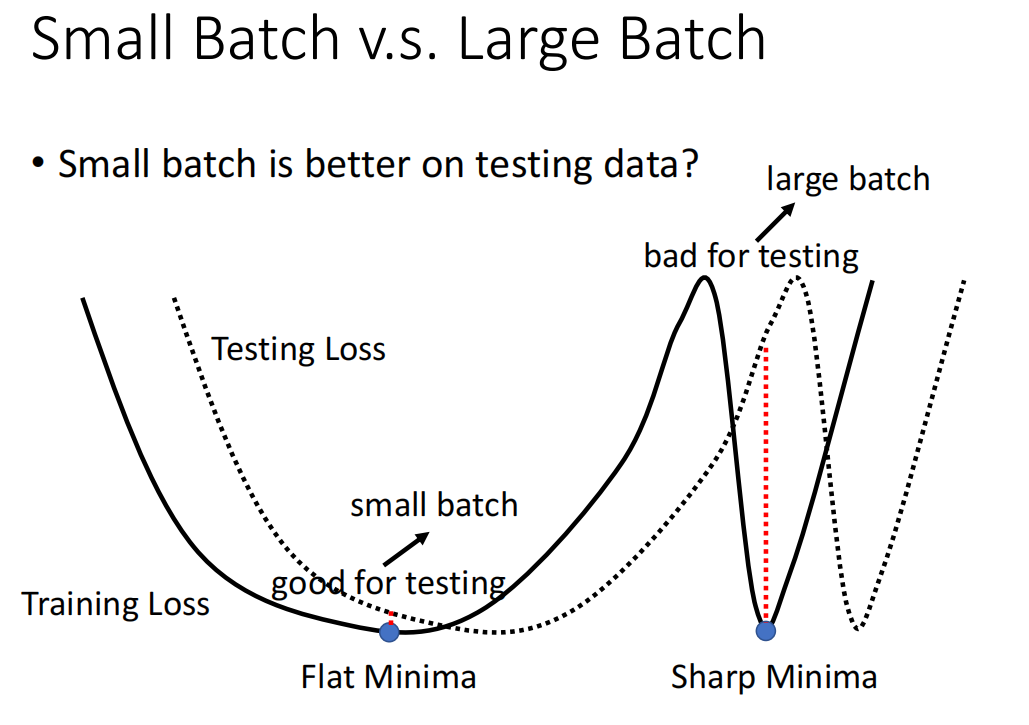 Small Batch v.s. Large Batch
• Small batch is better on testing data?
large batch
bad for testing
Testing Loss
small batch
good for testing
Training Loss
Flat Minima
Sharp Minima